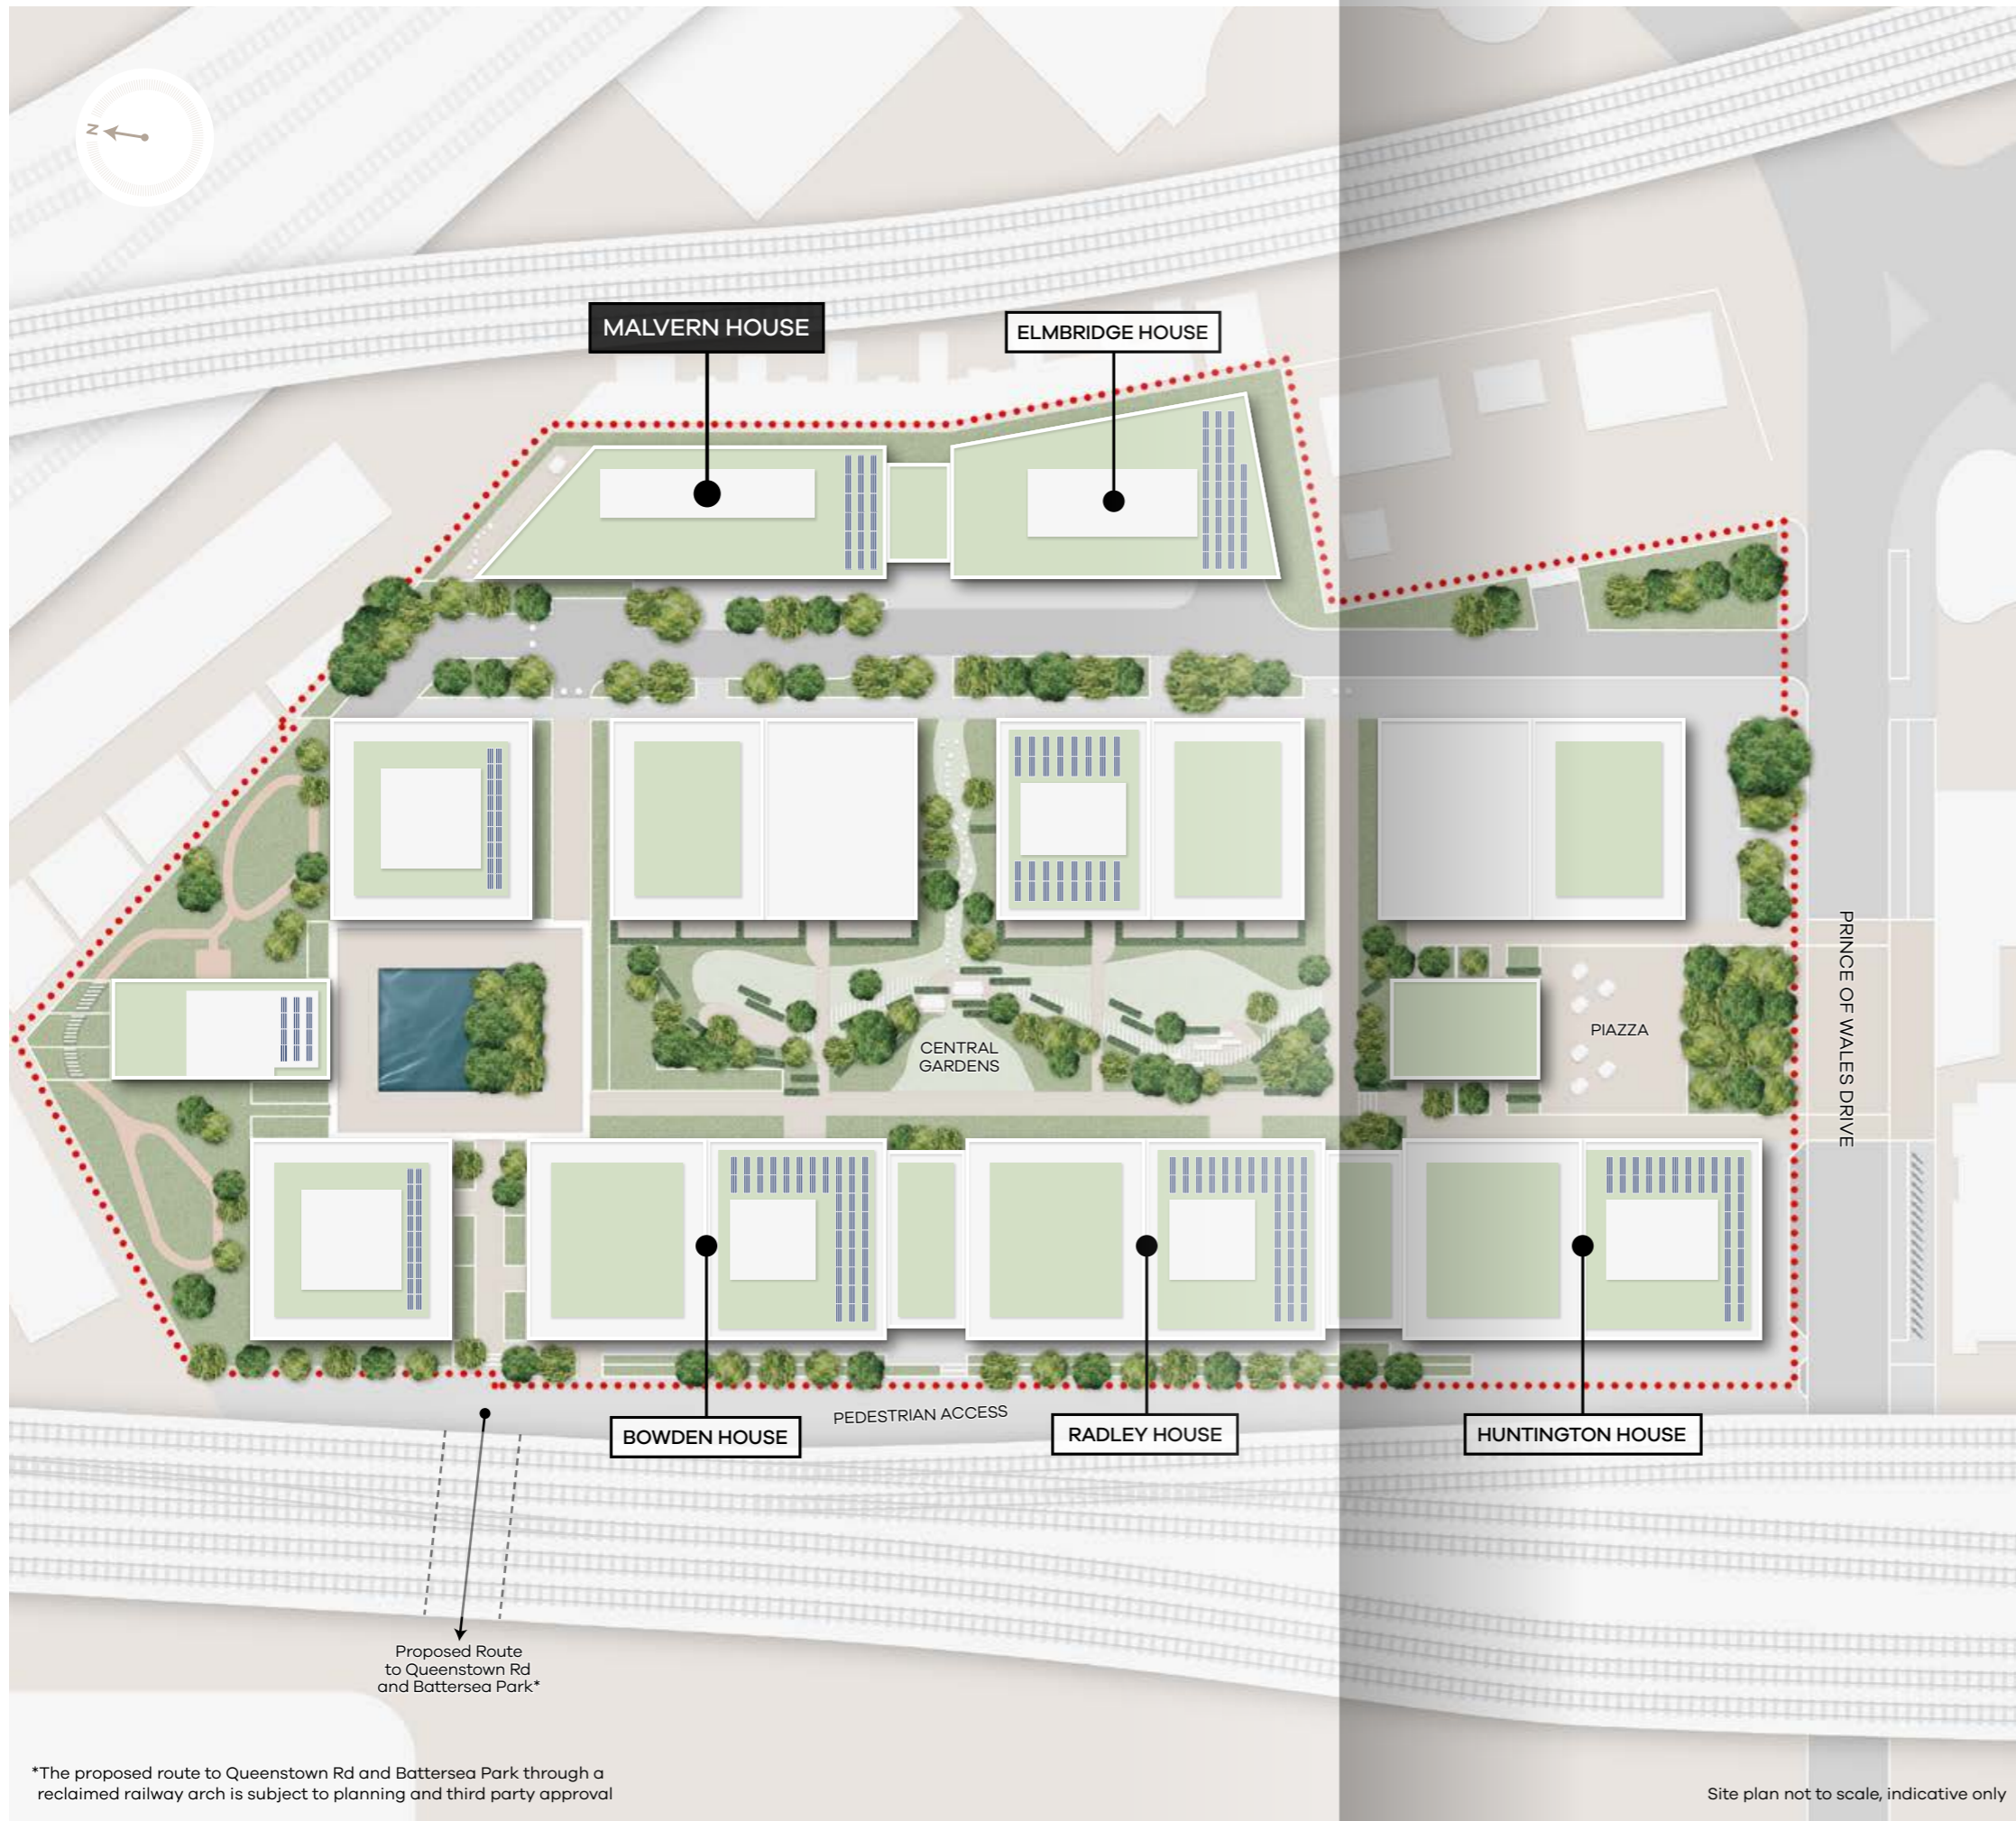 N
MALVERN HOUSE
ELMBRIDGE HOUSE
CENTRAL
GARDENS
PIAZZA
PRINCE OF WALES DRIVE
PEDESTRIAN ACCESS
BOWDEN HOUSE
RADLEY HOUSE
HUNTINGTON HOUSE
Proposed Route
to Queenstown Rd
and Battersea Park*
*The proposed route to Queenstown Rd and Battersea Park through a
reclaimed railway arch is subject to planning and third party approval
Site plan not to scale, indicative only